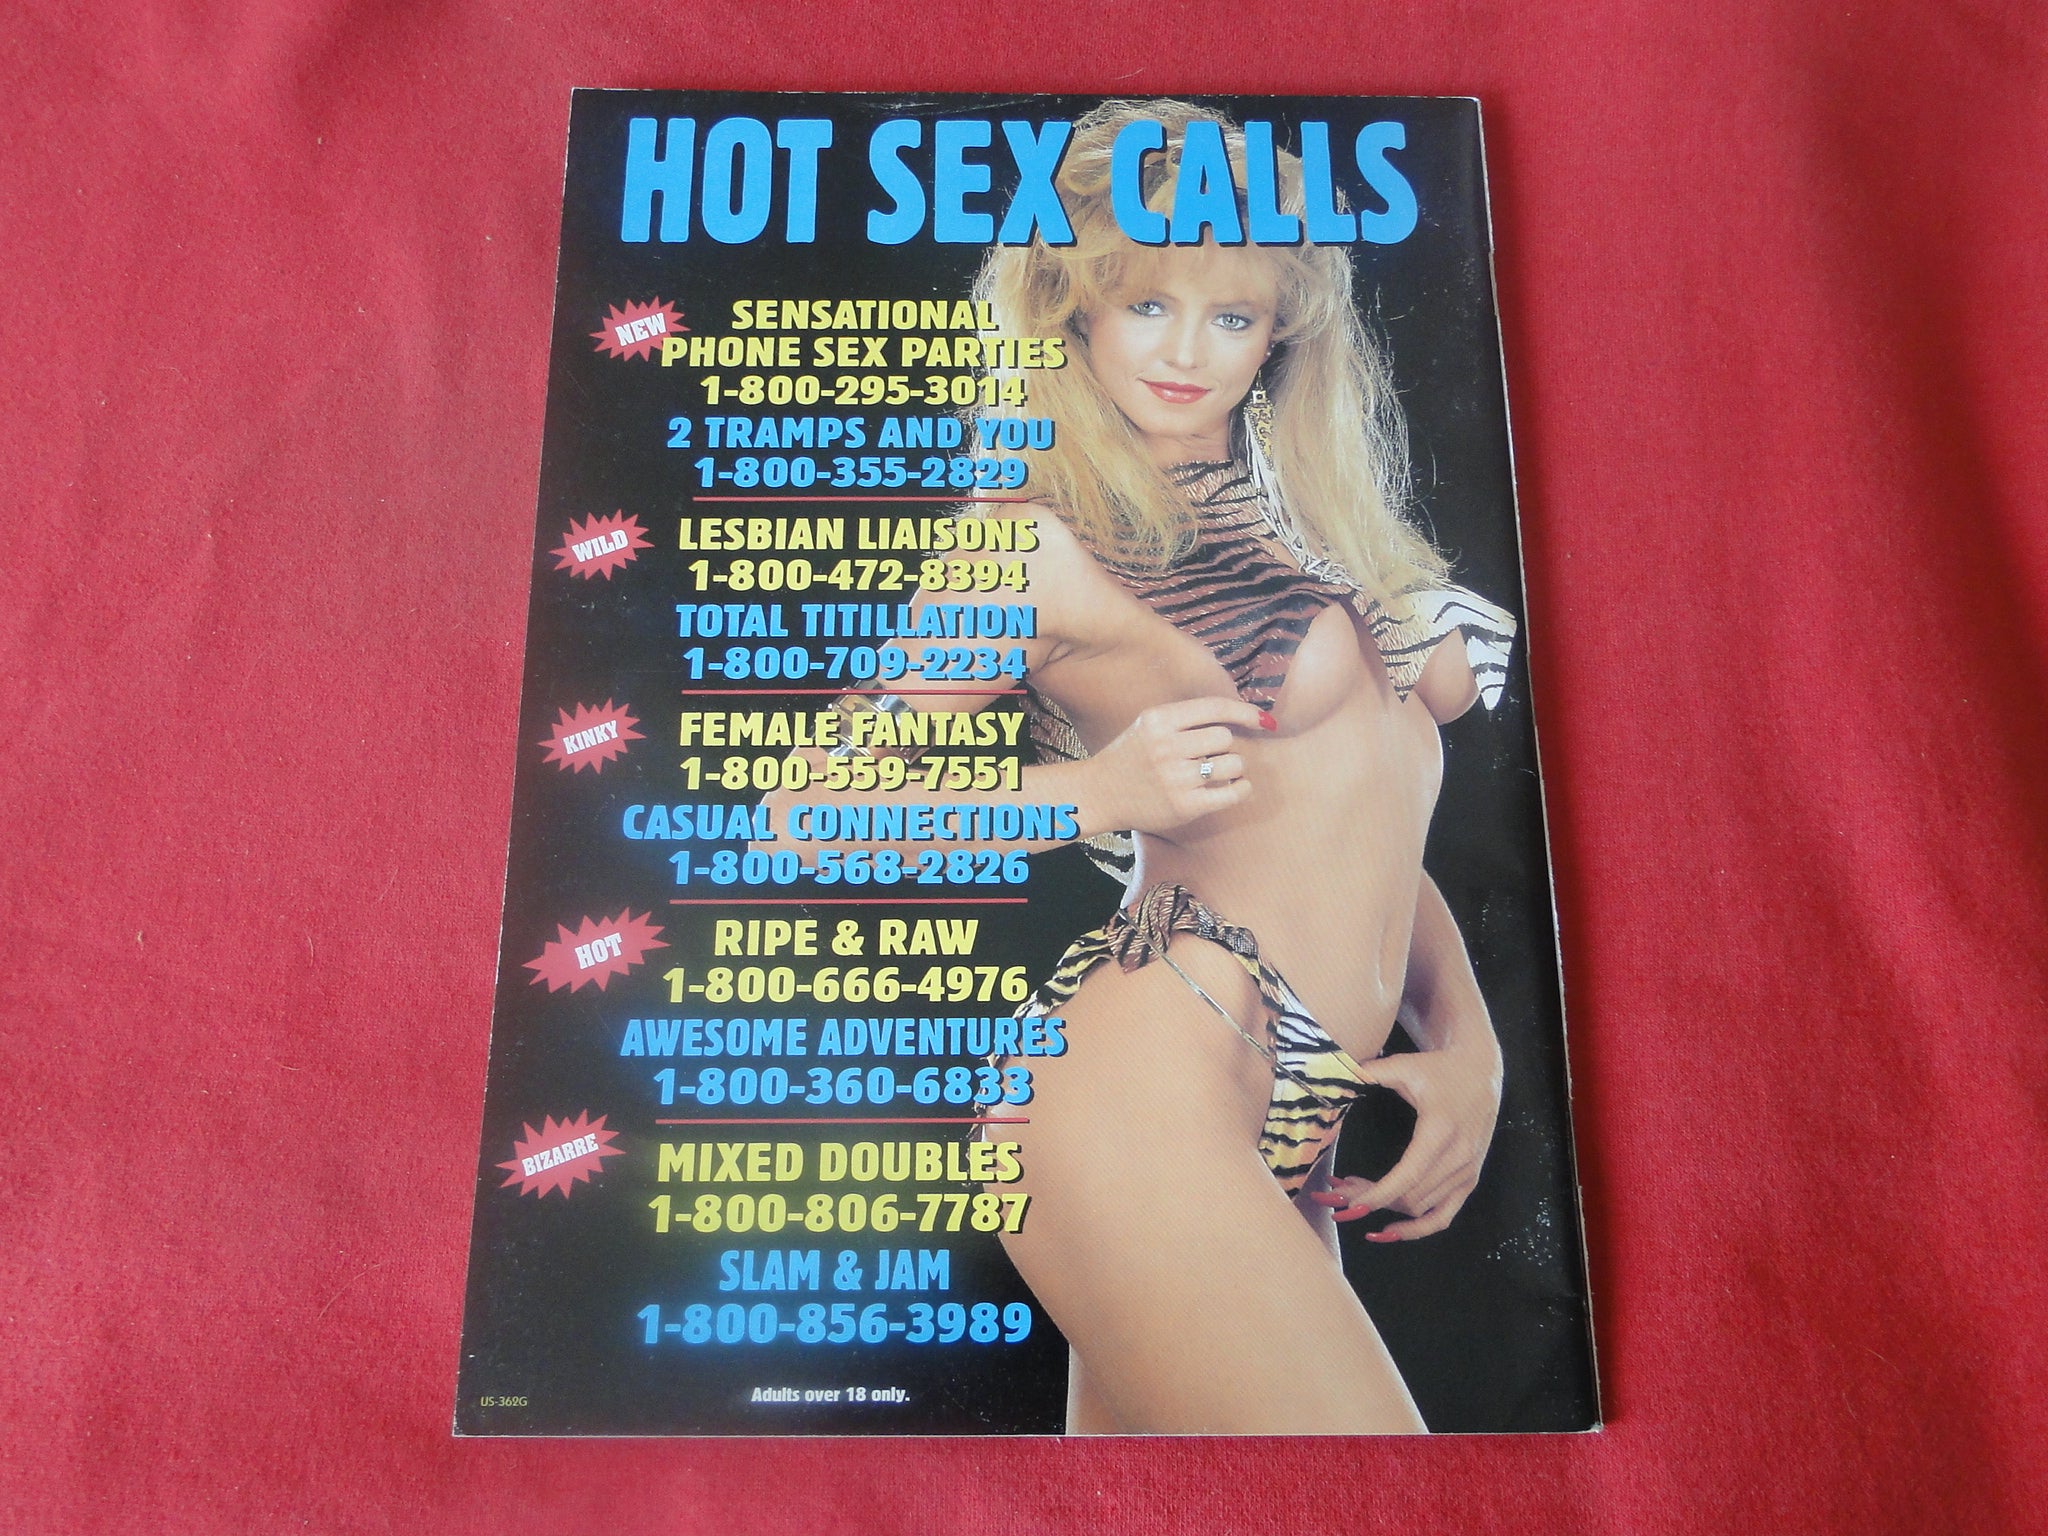 HOT SEX CALLS
NEW
SENSATIONAL
PHONE SEX PARTIES
1-800-295-3014
2 TRAMPS AND YOU
1-800-355-2829
WILD
LESBIAN LIAISONS
1-800-472-8394
TOTAL TITILLATION
1-800-709-2234
KINKY
FEMALE FANTASY
1-800-559-7551
CASUAL CONNECTIONS
1-800-568-2826
HOT
RIPE & RAW
1-800-666-4976
AWESOME ADVENTURES
1-800-360-6833
BIZARRE
MIXED DOUBLES
1-800-806-7787
SLAM & JAM
1-800-856-3989
US-362G
Adults over 18 only.